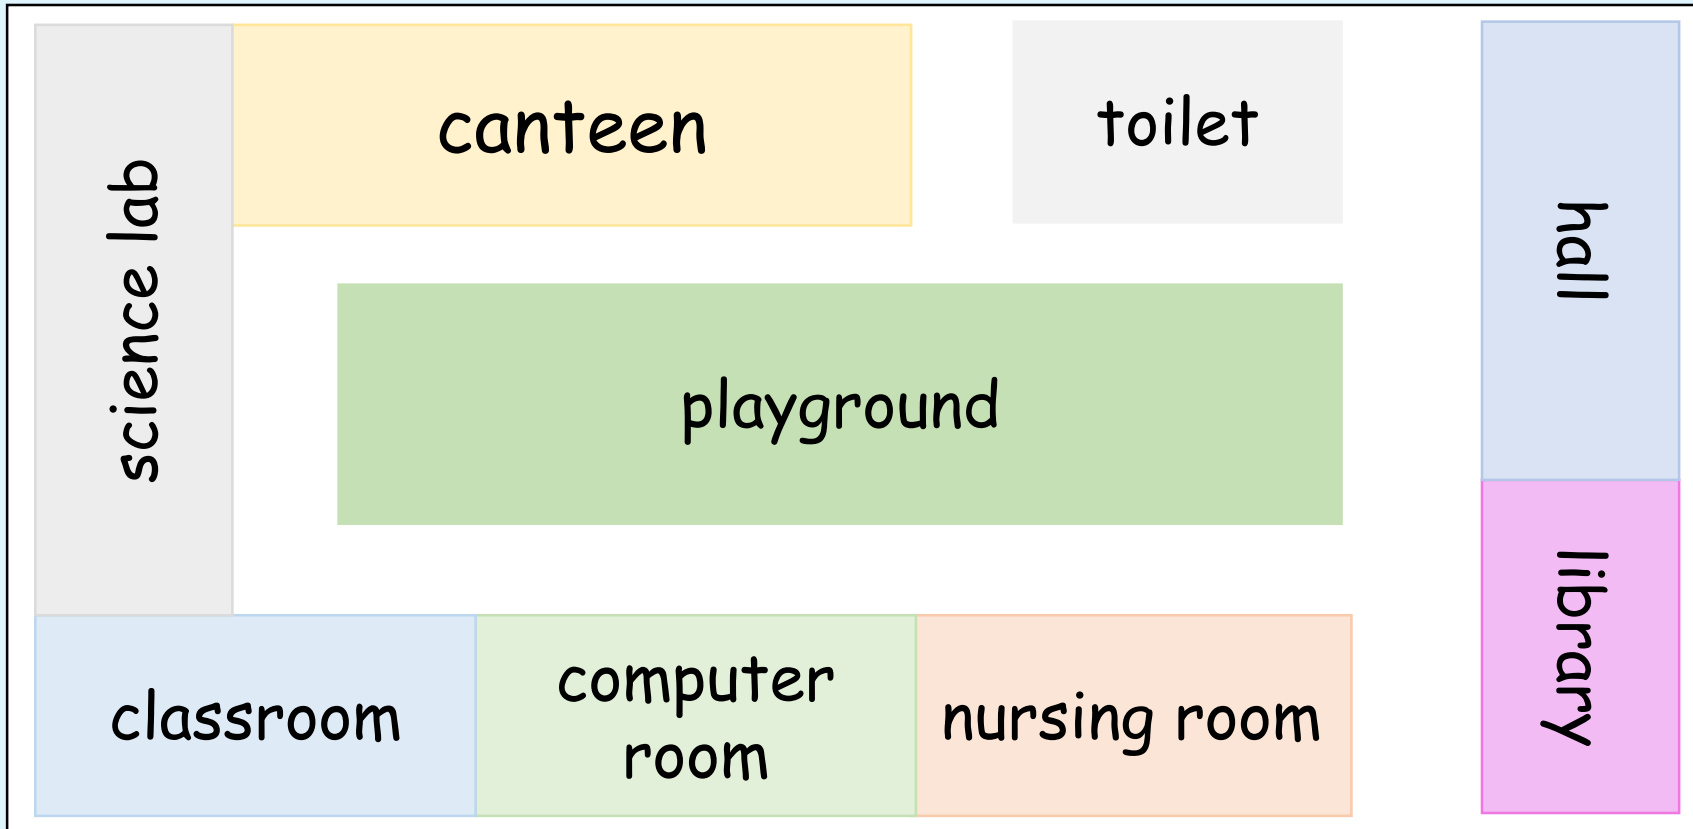 science lab
canteen
toilet
hall
playground
library
classroom
computer
room
nursing room